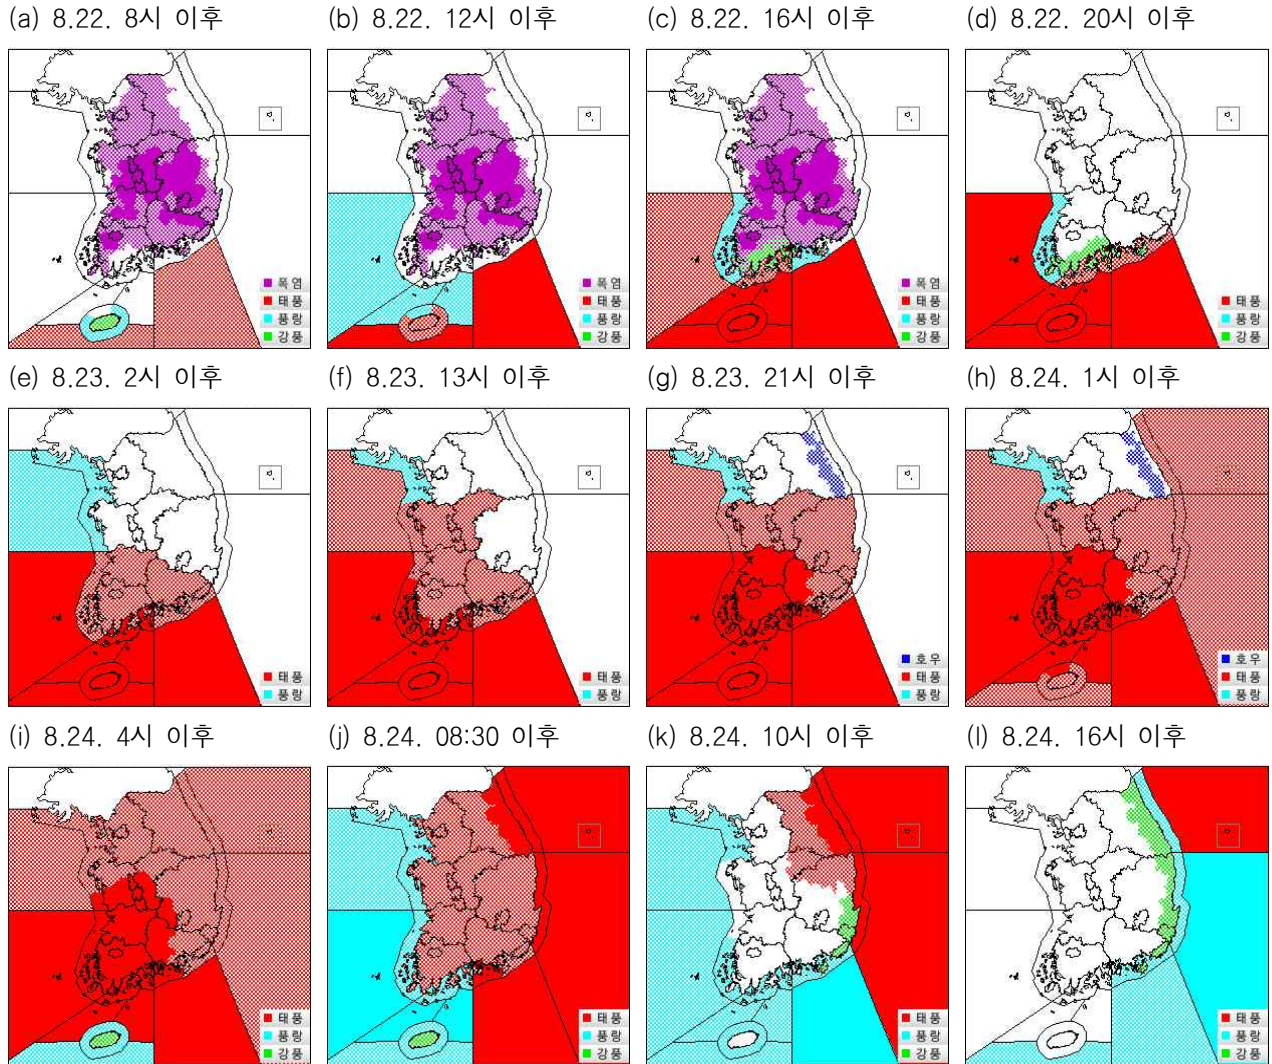 (a) 8.22. 8시 이후
(b) 8.22. 12시 이후
(c) 8.22. 16시 이후
(d) 8.22. 20시 이후
폭염
태풍
풍랑
강풍
폭염
태풍
풍랑
강풍
폭염
태풍
풍랑
강풍
태풍
풍랑
강풍
(e) 8.23. 2시 이후
(f) 8.23. 13시 이후
(g) 8.23. 21시 이후
(h) 8.24. 1시 이후
태풍
풍랑
태풍
풍랑
호우
태풍
풍랑
호우
태풍
풍랑
(i) 8.24. 4시 이후
(j) 8.24. 08:30 이후
(k) 8.24. 10시 이후
(l) 8.24. 16시 이후
태풍
풍랑
강풍
태풍
풍랑
강풍
태풍
풍랑
강풍
태풍
풍랑
강풍